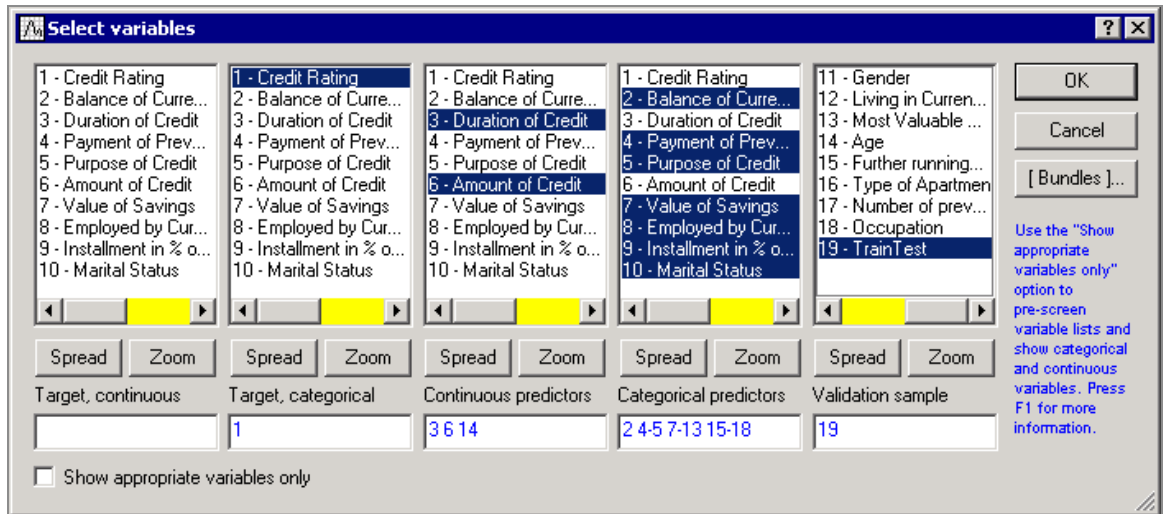 Select variables
1 - Credit Rating
2 - Balance of Curre...
3 - Duration of Credit
4 - Payment of Prev...
5 - Purpose of Credit
6 - Amount of Credit
7 - Value of Savings
8 - Employed by Cur...
9 - Installment in % o...
10 - Marital Status
1 - Credit Rating
2 - Balance of Curre...
3 - Duration of Credit
4 - Payment of Prev...
5 - Purpose of Credit
6 - Amount of Credit
7 - Value of Savings
8 - Employed by Cur...
9 - Installment in % o...
10 - Marital Status
1 - Credit Rating
2 - Balance of Curre...
3 - Duration of Credit
4 - Payment of Prev...
5 - Purpose of Credit
6 - Amount of Credit
7 - Value of Savings
8 - Employed by Cur...
9 - Installment in % o...
10 - Marital Status
1 - Credit Rating
2 - Balance of Curre...
3 - Duration of Credit
4 - Payment of Prev...
5 - Purpose of Credit
6 - Amount of Credit
7 - Value of Savings
8 - Employed by Cur...
9 - Installment in % o...
10 - Marital Status
11 - Gender
12 - Living in Curren...
13 - Most Valuable ...
14 - Age
15 - Further running...
16 - Type of Apartmen
17 - Number of prev...
18 - Occupation
19 - TrainTest
OK
Cancel
[ Bundles ]...
Use the "Show
appropriate
variables only"
option to
pre-screen
variable lists and
show categorical
and continuous
variables. Press
F1 for more
information.
Spread Zoom Spread Zoom Spread Zoom Spread Zoom Spread Zoom
Target, continuous Target, categorical Continuous predictors Categorical predictors Validation sample
1 3 6 14 2 4-5 7-13 15-18 19
Show appropriate variables only